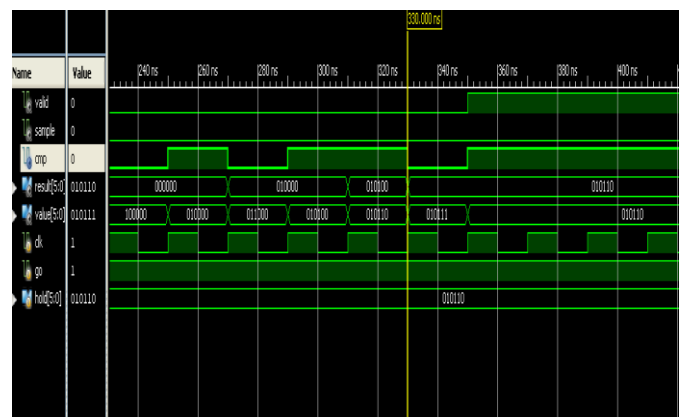 330.000 ns
Name Value 240 ns 260 ns 280 ns 300 ns 320 ns 340 ns 360 ns 380 ns 400 ns
valid 0
sample 0
cmp 0
result[5:0] 010110 000000 010000 010100 010110
value[5:0] 010111 100000 010000 011000 010100 010110 010111 010110
clk 1
go 1
hold[5:0] 010110 010110